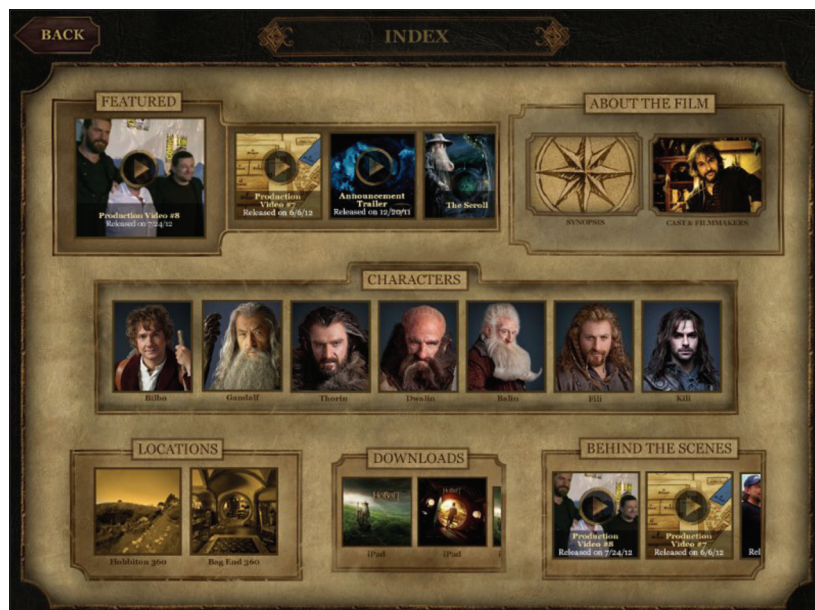 BACK
INDEX
FEATURED
Production Video #8
Released on 7/24/12
Production
Video #7
Released on 6/6/12
Announcement
Trailer
Released on 12/20/11
The Scroll
ABOUT THE FILM
SYNOPSIS
CAST & FILMMAKERS
CHARACTERS
Bilbo
Gandalf
Thorin
Dwalin
Balin
Fili
Kili
LOCATIONS
Hobbiton 360
Bag End 360
DOWNLOADS
HOBBIT
iPad
HOBBIT
iPad
BEHIND THE SCENES
Production
Video #8
Released on 7/24/12
Production
Video #7
Released on 6/6/12
Rel